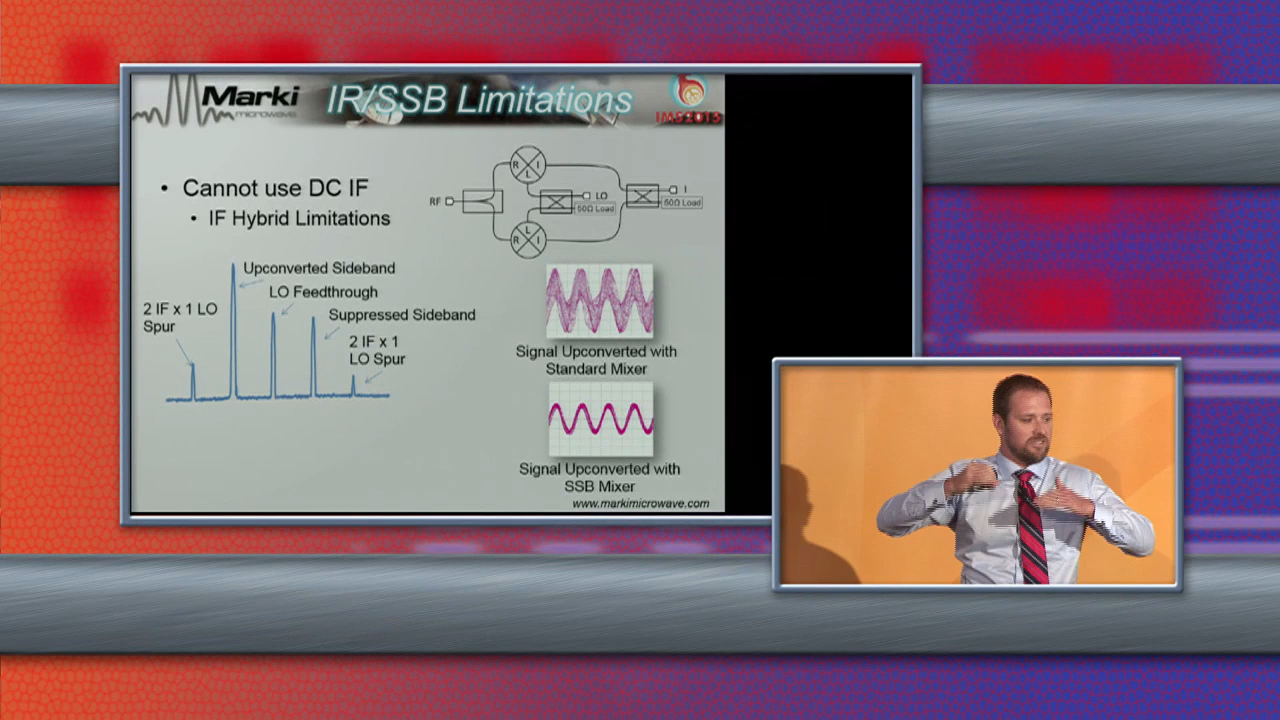 Marki
microwave
IR/SSB Limitations
IMS2015
• Cannot use DC IF
• IF Hybrid Limitations
R I
L
RF
LO
50Ω Load
I
50Ω Load
L
R I
Upconverted Sideband
LO Feedthrough
2 IF x 1 LO
Spur
Suppressed Sideband
2 IF x 1
LO Spur
Signal Upconverted with
Standard Mixer
Signal Upconverted with
SSB Mixer
www.markimicrowave.com